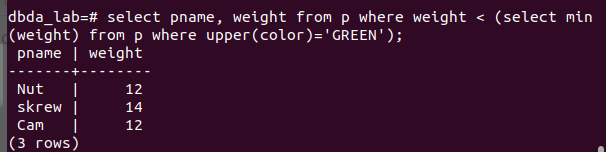 dbda_lab=# select pname, weight from p where weight < (select min
(weight) from p where upper(color)='GREEN');
 pname | weight
-------+--------
 Nut   |     12
 skrew |     14
 Cam   |     12
(3 rows)